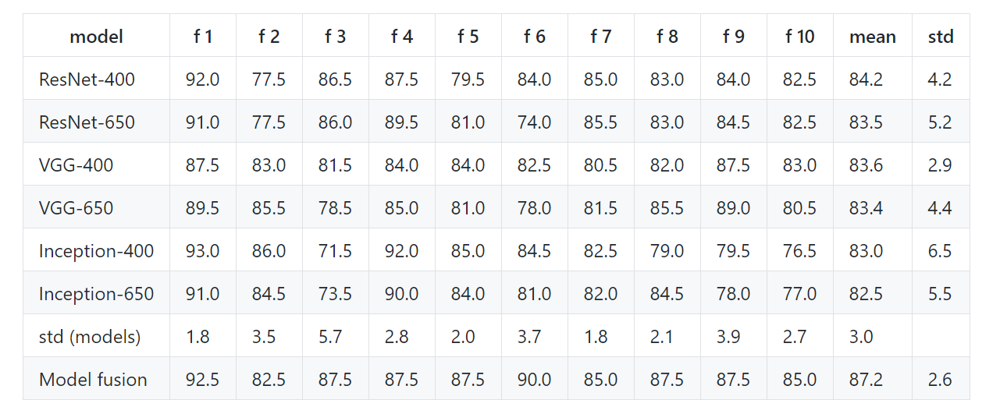 model f 1 f 2 f 3 f 4 f 5 f 6 f 7 f 8 f 9 f 10 mean std
ResNet-400 92.0 77.5 86.5 87.5 79.5 84.0 85.0 83.0 84.0 82.5 84.2 4.2
ResNet-650 91.0 77.5 86.0 89.5 81.0 74.0 85.5 83.0 84.5 82.5 83.5 5.2
VGG-400 87.5 83.0 81.5 84.0 84.0 82.5 80.5 82.0 87.5 83.0 83.6 2.9
VGG-650 89.5 85.5 78.5 85.0 81.0 78.0 81.5 85.5 89.0 80.5 83.4 4.4
Inception-400 93.0 86.0 71.5 92.0 85.0 84.5 82.5 79.0 79.5 76.5 83.0 6.5
Inception-650 91.0 84.5 73.5 90.0 84.0 81.0 82.0 84.5 78.0 77.0 82.5 5.5
std (models) 1.8 3.5 5.7 2.8 2.0 3.7 1.8 2.1 3.9 2.7 3.0
Model fusion 92.5 82.5 87.5 87.5 87.5 90.0 85.0 87.5 87.5 85.0 87.2 2.6